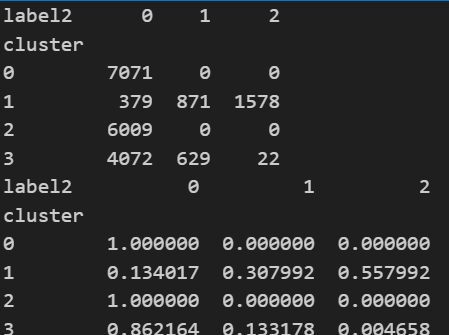 label2 0 1 2
cluster
0 7071 0 0
1 379 871 1578
2 6009 0 0
3 4072 629 22
label2 0 1 2
cluster
0 1.000000 0.000000 0.000000
1 0.134017 0.307992 0.557992
2 1.000000 0.000000 0.000000
3 0.862164 0.133178 0.004658